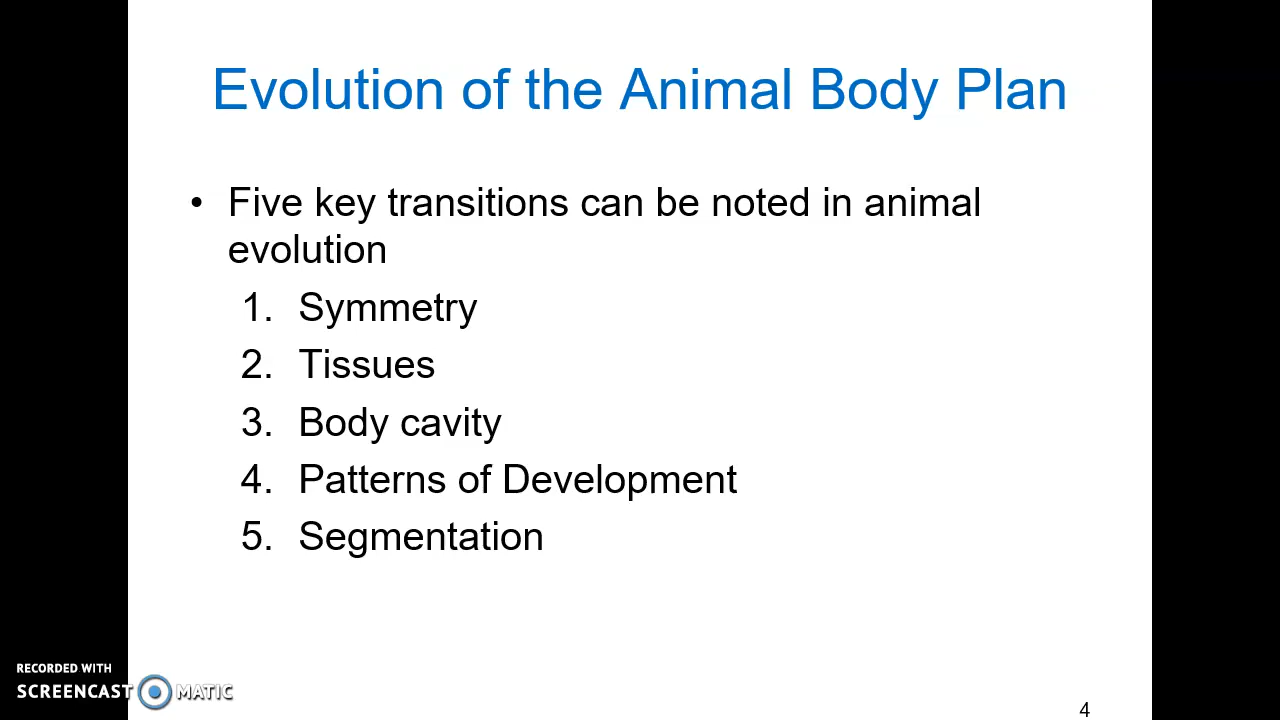 Evolution of the Animal Body Plan
• Five key transitions can be noted in animal
evolution
1. Symmetry
2. Tissues
3. Body cavity
4. Patterns of Development
5. Segmentation
RECORDED WITH
SCREENCAST MATIC
4